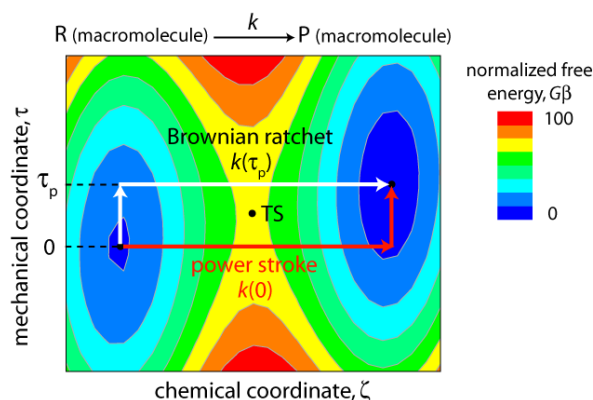 k
R (macromolecule) P (macromolecule)
normalized free
energy, Gβ
100
0
mechanical coordinate, τ
τp
0
Brownian ratchet
k(τp)
TS
power stroke
k(0)
chemical coordinate, ζ